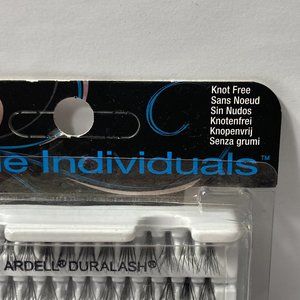 Knot Free
Sans Noeud
Sin Nudos
Knotenfrei
Knopenvrij
Senza grumi
e Individuals™
ARDELL® DURALASH®